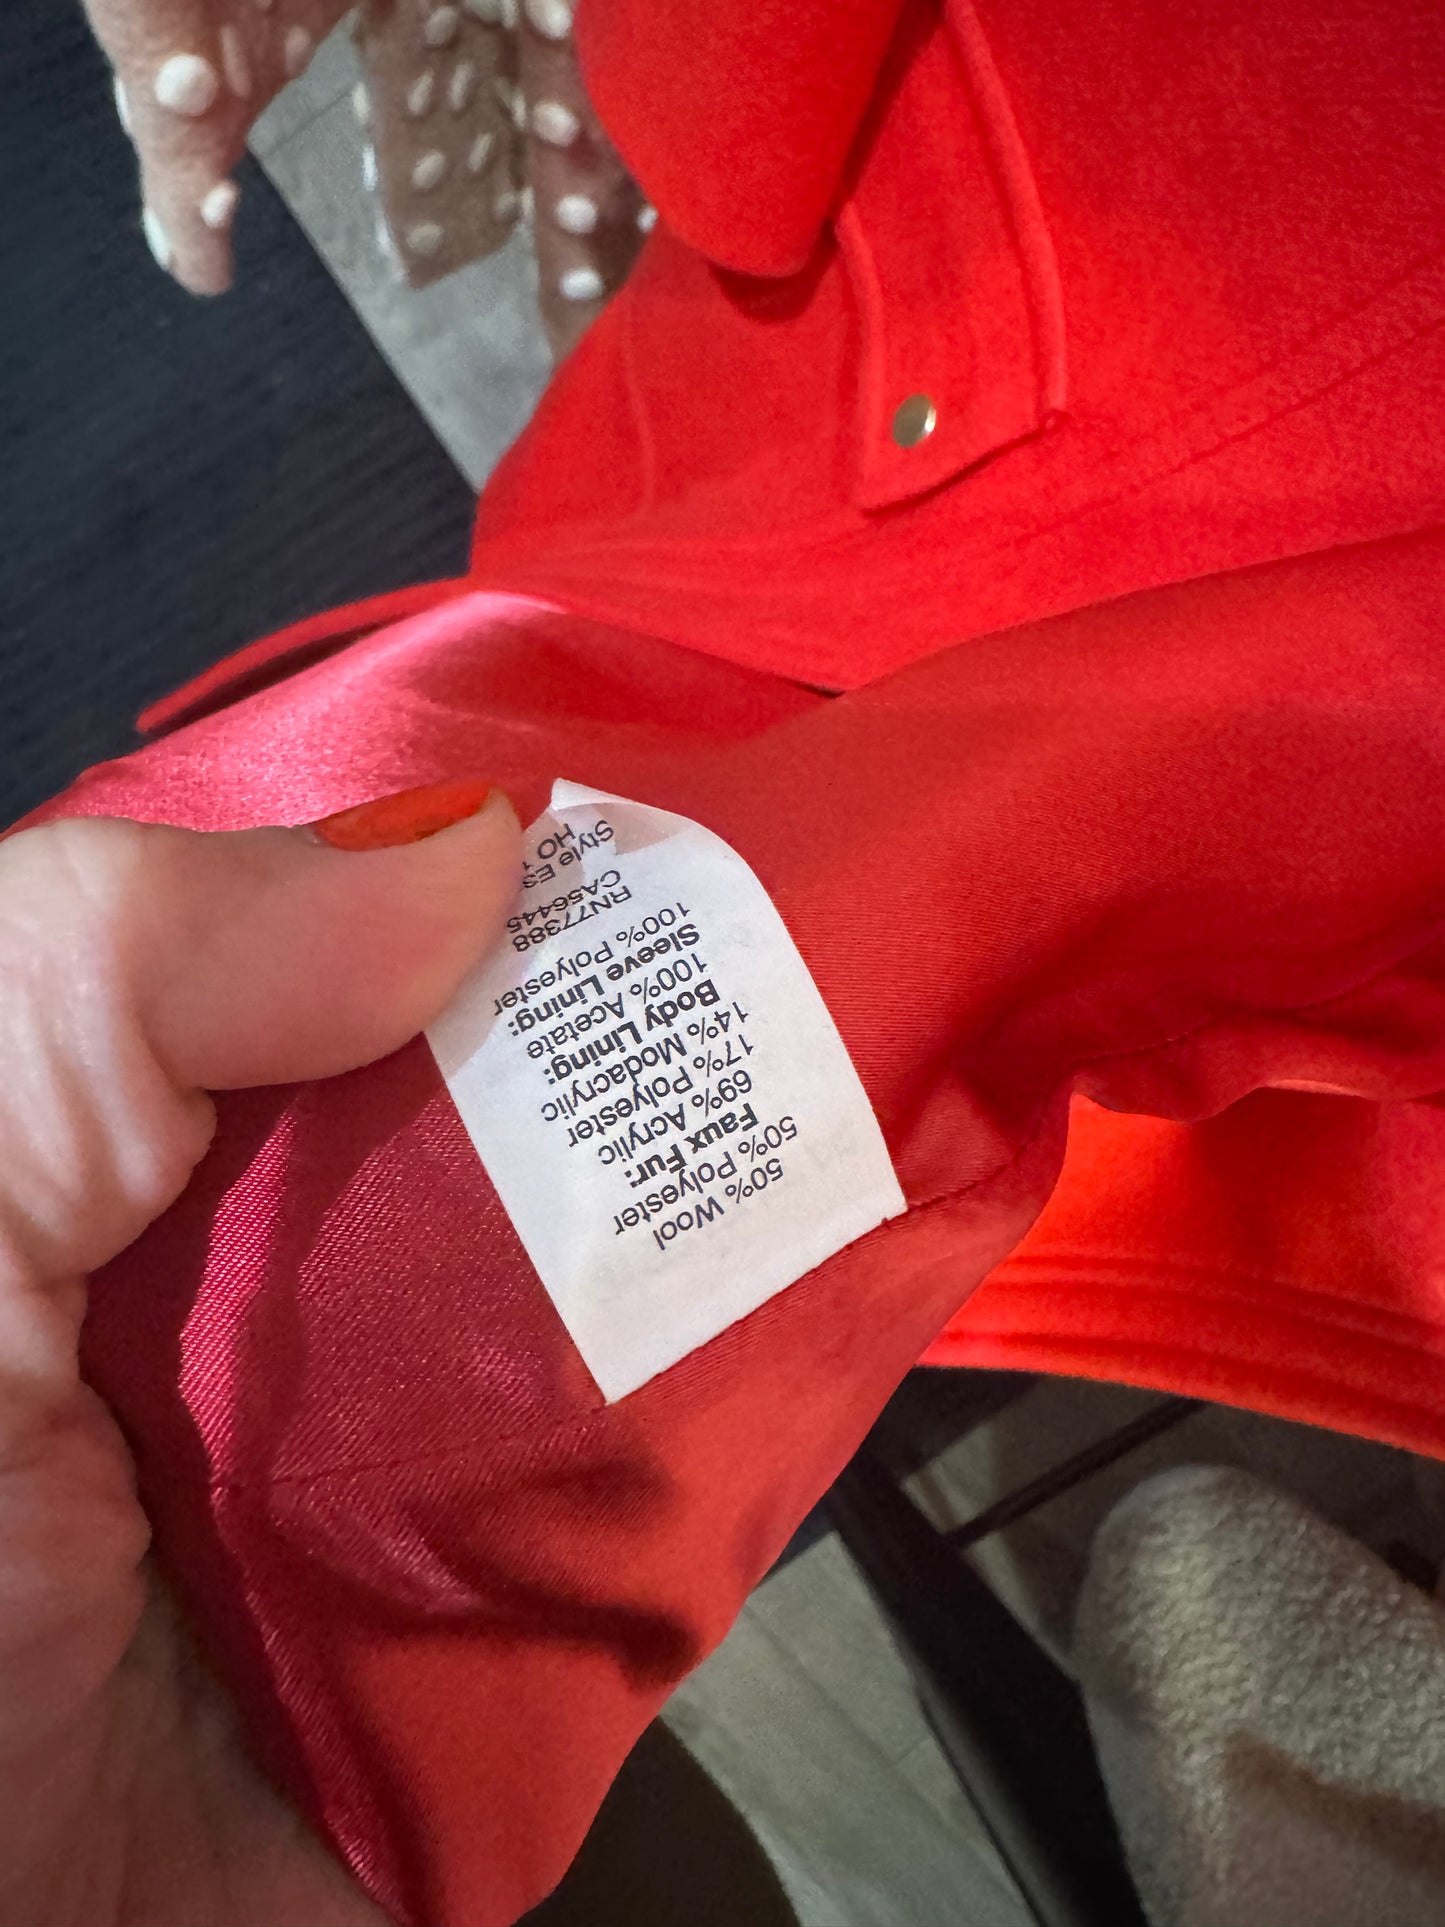 50% Wool
50% Polyester
Faux Fur:
69% Acrylic
17% Polyester
14% Modacrylic
Body Lining:
100% Acetate
Sleeve Lining:
100% Polyester
RN77388
CA56445
HO
Style